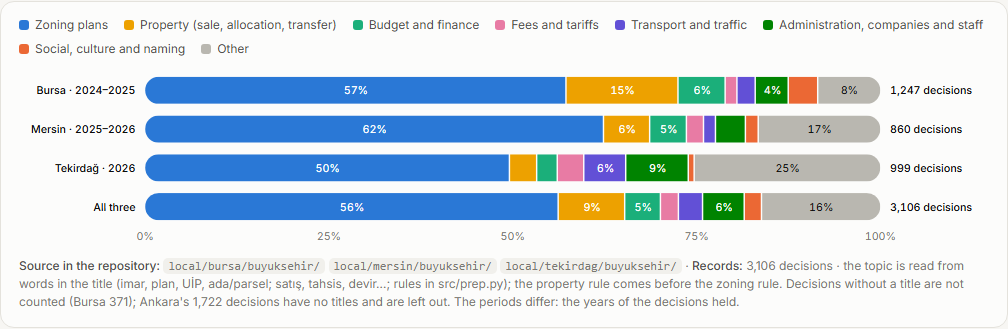 Zoning plans Property (sale, allocation, transfer) Budget and finance Fees and tariffs Transport and traffic Administration, companies and staff
Social, culture and naming Other
Bursa · 2024–2025 57% 15% 6% 4% 8% 1,247 decisions
Mersin · 2025–2026 62% 6% 5% 17% 860 decisions
Tekirdağ · 2026 50% 6% 9% 25% 999 decisions
All three 56% 9% 5% 6% 16% 3,106 decisions
0% 25% 50% 75% 100%
Source in the repository: local/bursa/buyuksehir/ local/mersin/buyuksehir/ local/tekirdag/buyuksehir/ · Records: 3,106 decisions · the topic is read from
words in the title (imar, plan, UİP, ada/parsel; satış, tahsis, devir...; rules in src/prep.py); the property rule comes before the zoning rule. Decisions without a title are not
counted (Bursa 371); Ankara's 1,722 decisions have no titles and are left out. The periods differ: the years of the decisions held.